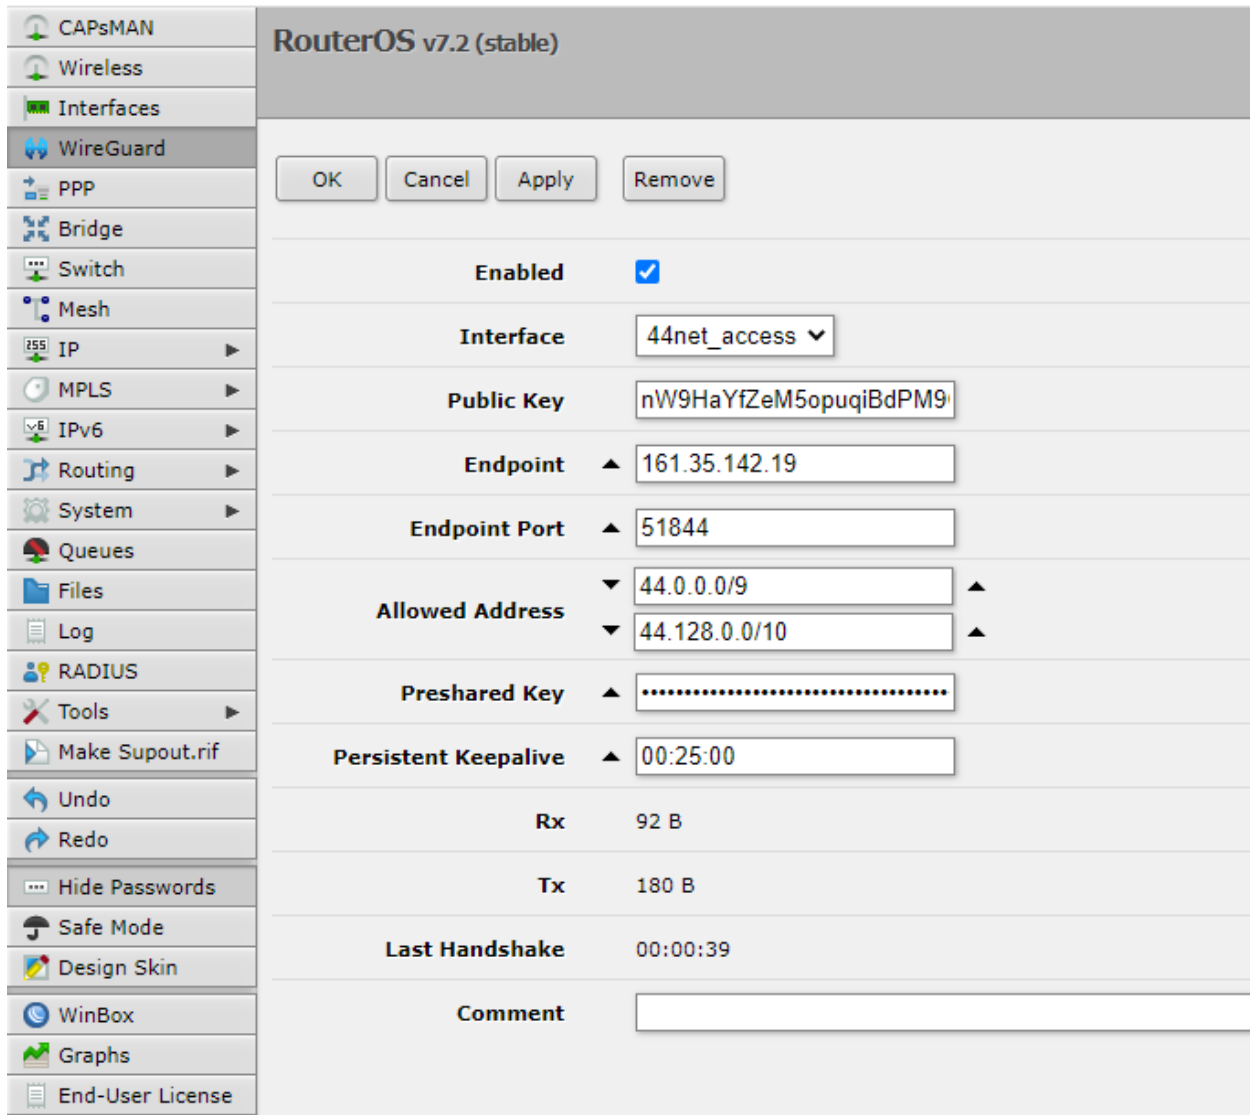 CAPsMAN
Wireless
Interfaces
WireGuard
PPP
Bridge
Switch
Mesh
IP
MPLS
IPv6
Routing
System
Queues
Files
Log
RADIUS
Tools
Make Supout.rif
Undo
Redo
Hide Passwords
Safe Mode
Design Skin
WinBox
Graphs
End-User License
RouterOS v7.2 (stable)
OK Cancel Apply Remove
Enabled
Interface 44net_access
Public Key nW9HaYfZeM5opuqiBdPM9
Endpoint 161.35.142.19
Endpoint Port 51844
Allowed Address 44.0.0.0/9
44.128.0.0/10
Preshared Key ••••••••••••••••••••••••••••••••••
Persistent Keepalive 00:25:00
Rx 92 B
Tx 180 B
Last Handshake 00:00:39
Comment